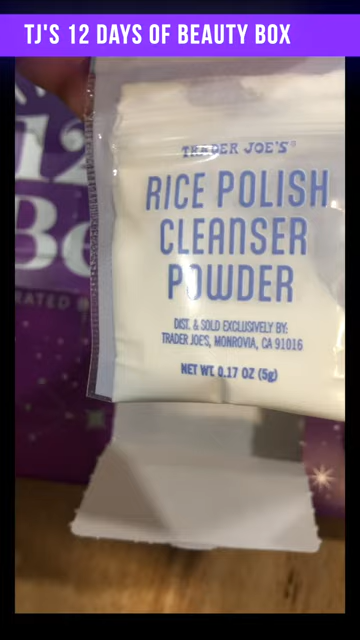 TJ'S 12 DAYS OF BEAUTY BOX
12
Be
RATED
TRADER JOE'S®
RICE POLISH
CLEANSER
POWDER
DIST. & SOLD EXCLUSIVELY BY:
TRADER JOE'S, MONROVIA, CA 91016
NET WT. 0.17 OZ (5g)